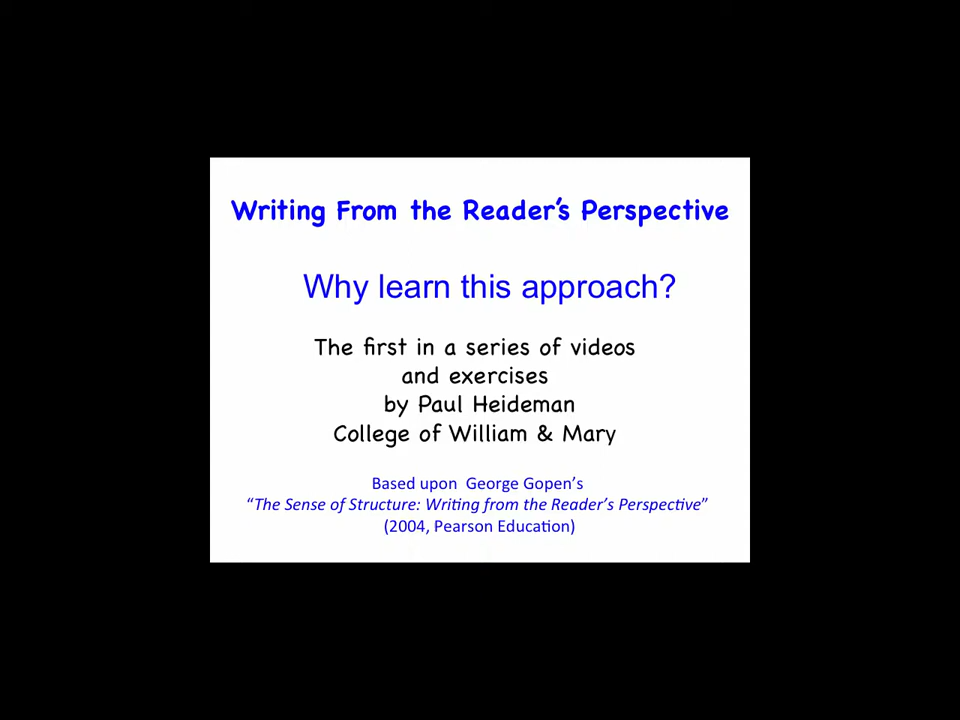 Writing From the Reader's Perspective
Why learn this approach?
The first in a series of videos
and exercises
by Paul Heideman
College of William & Mary
Based upon George Gopen's
“The Sense of Structure: Writing from the Reader's Perspective”
(2004, Pearson Education)